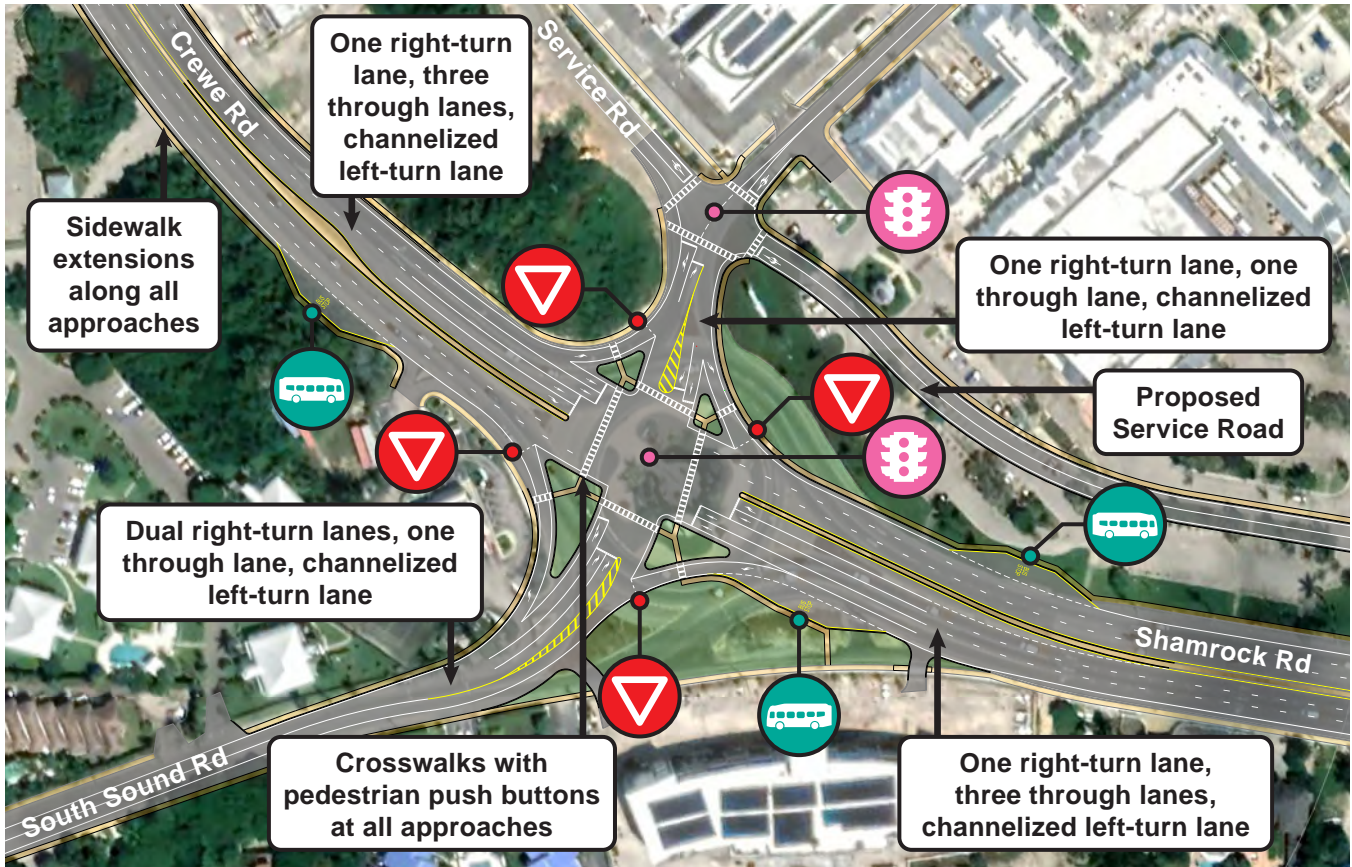 Crewe Rd
One right-turn
lane, three
through lanes,
channelized
left-turn lane
Service Rd
Sidewalk
extensions
along all
approaches
One right-turn lane, one
through lane, channelized
left-turn lane
Proposed
Service Road
Dual right-turn lanes, one
through lane, channelized
left-turn lane
Shamrock Rd
South Sound Rd
Crosswalks with
pedestrian push buttons
at all approaches
One right-turn lane,
three through lanes,
channelized left-turn lane